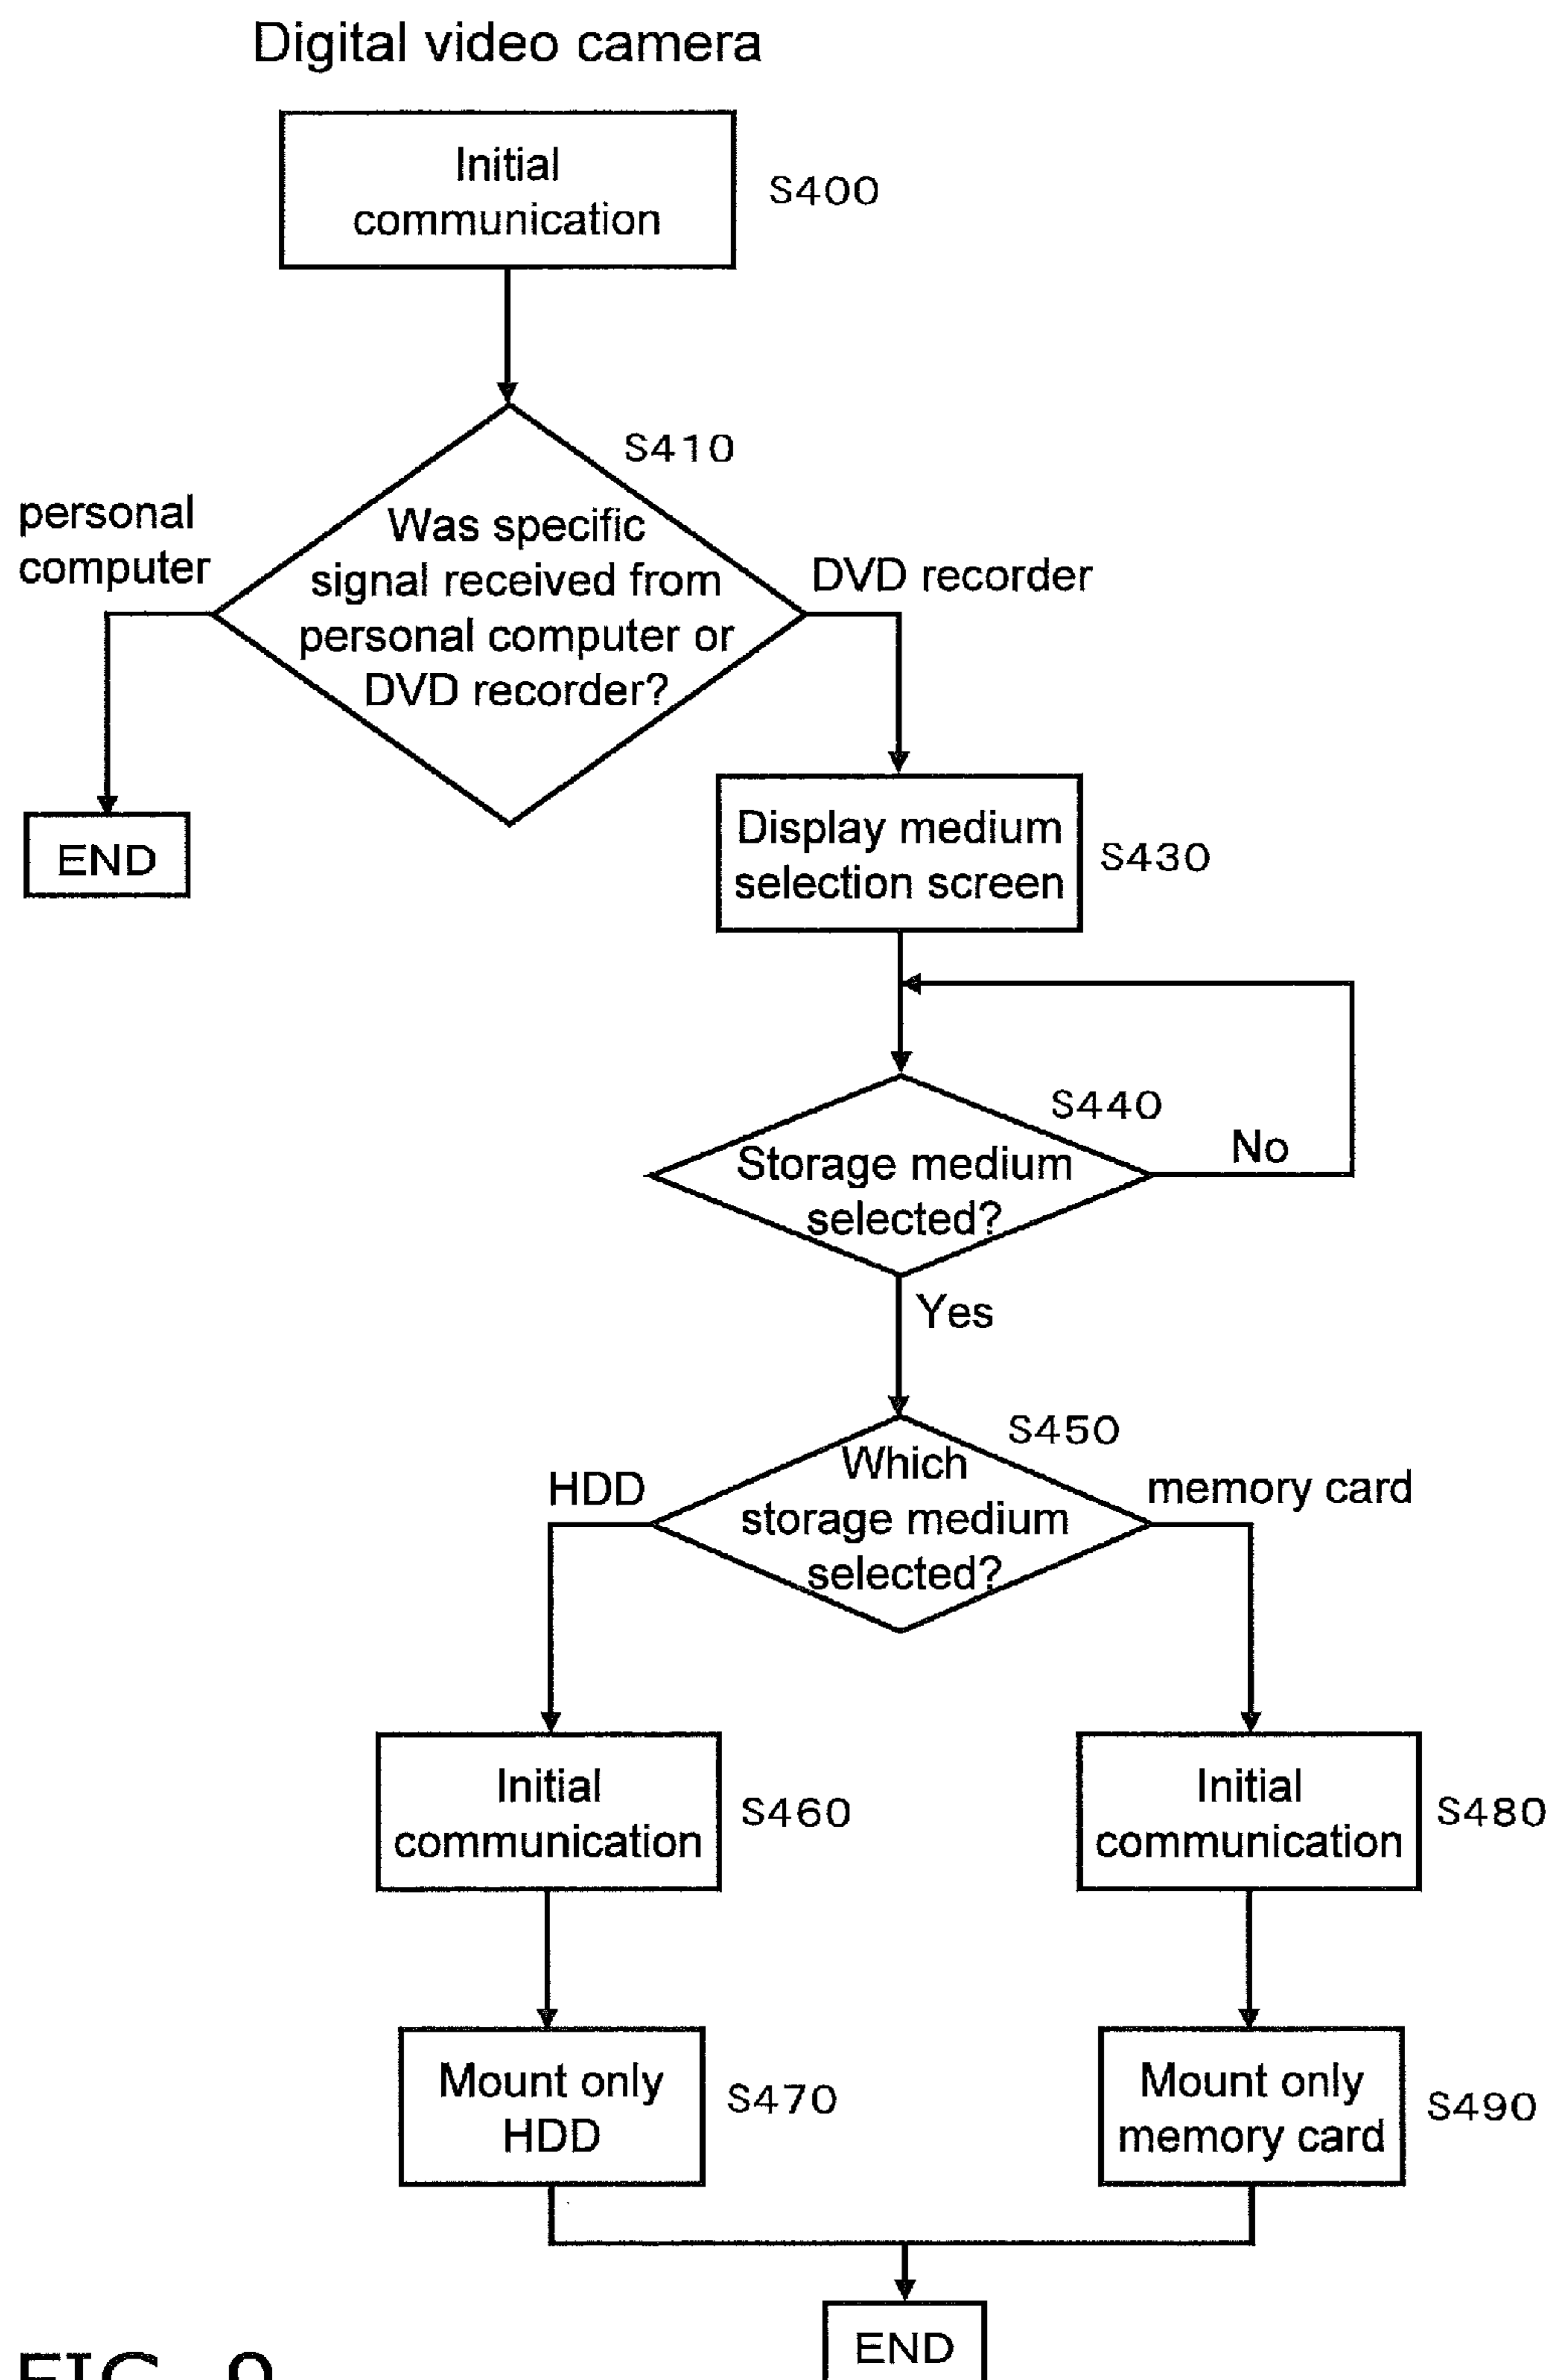 Digital video camera
Initial
communication
S400
S410
personal
computer
Was specific
signal received from
personal computer or
DVD recorder?
DVD recorder
END
Display medium
selection screen
S430
S440
No
Storage medium
selected?
Yes
S450
HDD
Which
storage medium
selected?
memory card
Initial
communication
S460
Initial
communication
S480
Mount only
HDD
S470
Mount only
memory card
S490
END
FIG. 9